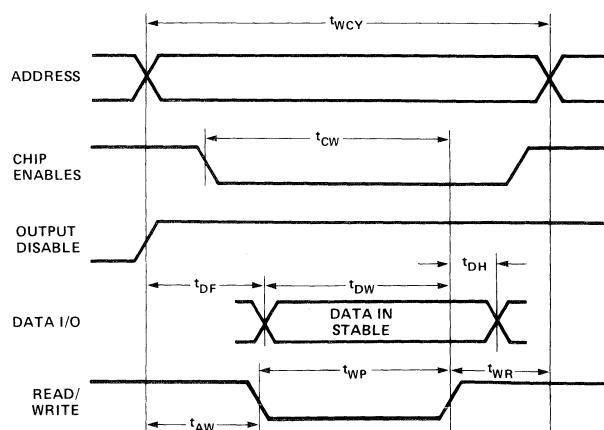 tWCY
ADDRESS
tCW
CHIP
ENABLES
OUTPUT
DISABLE
tDH
tDF
tDW
DATA I/O
DATA IN
STABLE
tWP
tWR
READ/
WRITE
tAW